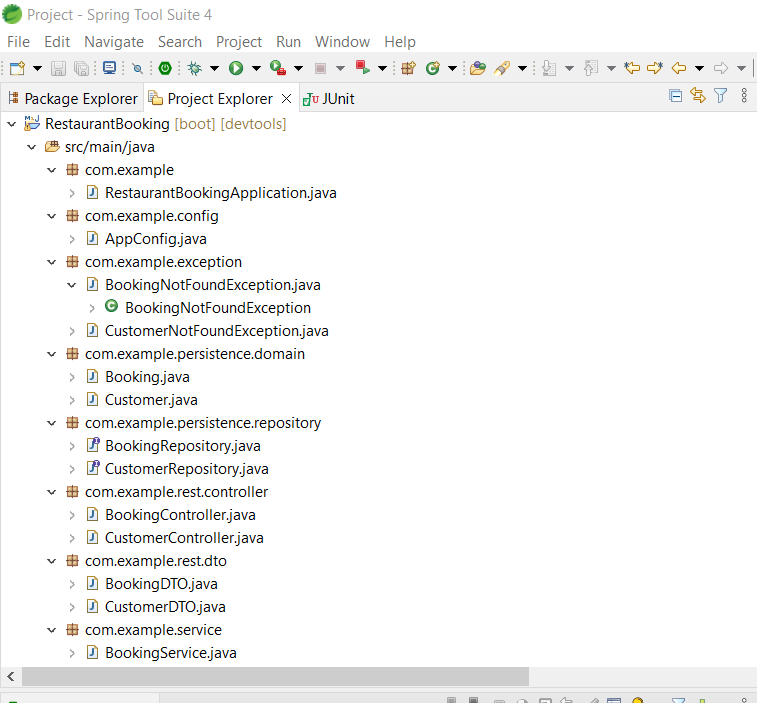 Project - Spring Tool Suite 4
File Edit Navigate Search Project Run Window Help
Package Explorer Project Explorer JUnit
RestaurantBooking [boot] [devtools]
src/main/java
com.example
RestaurantBookingApplication.java
com.example.config
AppConfig.java
com.example.exception
BookingNotFoundException.java
BookingNotFoundException
CustomerNotFoundException.java
com.example.persistence.domain
Booking.java
Customer.java
com.example.persistence.repository
BookingRepository.java
CustomerRepository.java
com.example.rest.controller
BookingController.java
CustomerController.java
com.example.rest.dto
BookingDTO.java
CustomerDTO.java
com.example.service
BookingService.java